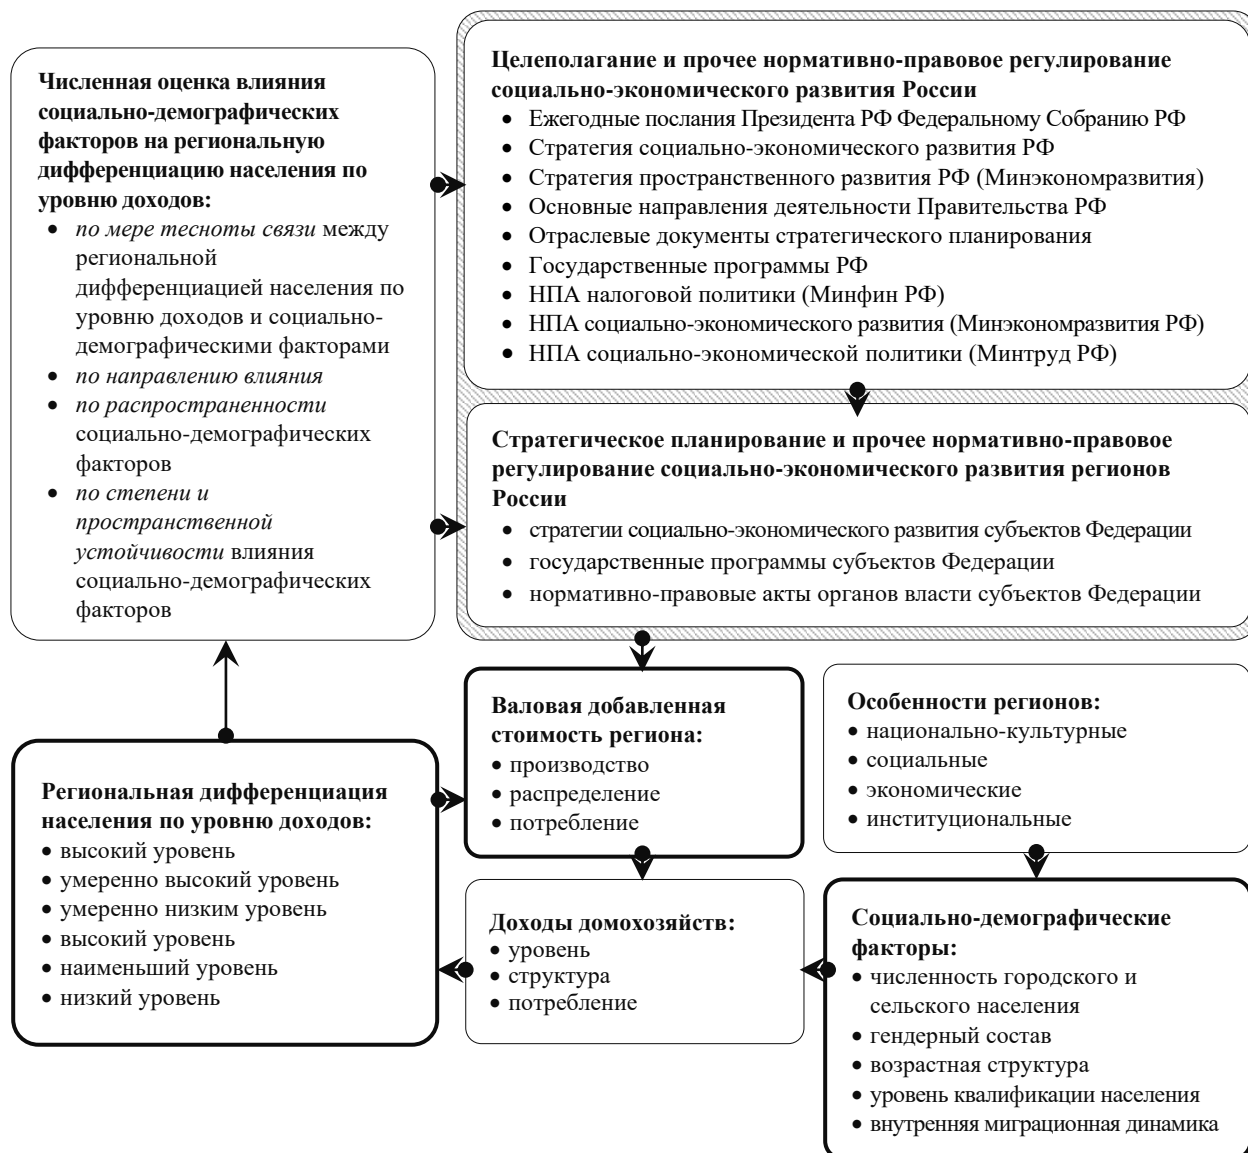 Численная оценка влияния
социально-демографических
факторов на региональную
дифференциацию населения по
уровню доходов:
• по мере тесноты связи между
региональной
дифференциацией населения по
уровню доходов и социально-
демографическими факторами
• по направлению влияния
• по распространенности
социально-демографических
факторов
• по степени и
пространственной
устойчивости влияния
социально-демографических
факторов
Целеполагание и прочее нормативно-правовое регулирование
социально-экономического развития России
• Ежегодные послания Президента РФ Федеральному Собранию РФ
• Стратегия социально-экономического развития РФ
• Стратегия пространственного развития РФ (Минэкономразвития)
• Основные направления деятельности Правительства РФ
• Отраслевые документы стратегического планирования
• Государственные программы РФ
• НПА налоговой политики (Минфин РФ)
• НПА социально-экономического развития (Минэкономразвития РФ)
• НПА социально-экономической политики (Минтруд РФ)
Стратегическое планирование и прочее нормативно-правовое
регулирование социально-экономического развития регионов
России
• стратегии социально-экономического развития субъектов Федерации
• государственные программы субъектов Федерации
• нормативно-правовые акты органов власти субъектов Федерации
Региональная дифференциация
населения по уровню доходов:
• высокий уровень
• умеренно высокий уровень
• умеренно низким уровень
• высокий уровень
• наименьший уровень
• низкий уровень
Валовая добавленная
стоимость региона:
• производство
• распределение
• потребление
Доходы домохозяйств:
• уровень
• структура
• потребление
Особенности регионов:
• национально-культурные
• социальные
• экономические
• институциональные
Социально-демографические
факторы:
• численность городского и
сельского населения
• гендерный состав
• возрастная структура
• уровень квалификации населения
• внутренняя миграционная динамика